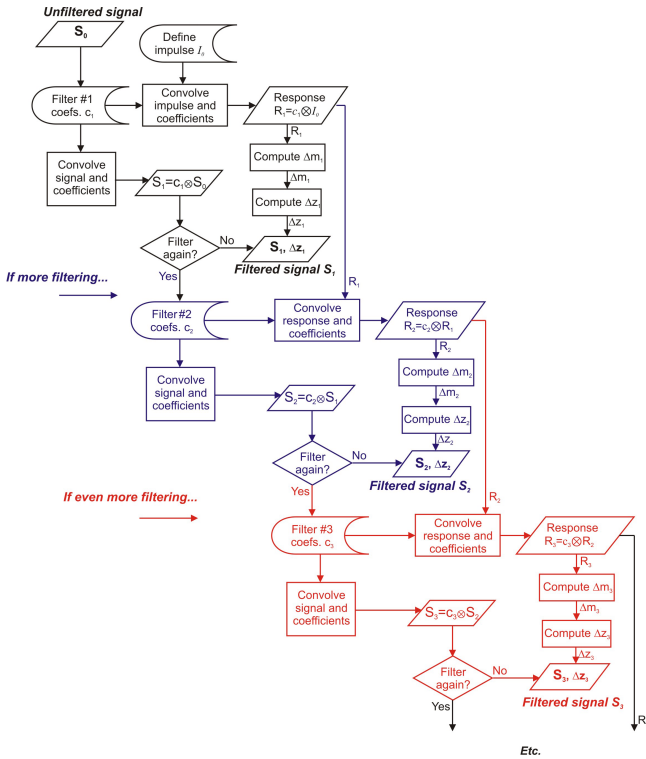 Unfiltered signal
S₀
Define
impulse I₀
Filter #1
coefs. c₁
Convolve
impulse and
coefficients
Response
R₁=c₁⊗I₀
R₁
Convolve
signal and
coefficients
S₁=c₁⊗S₀
Compute Δm₁
Δm₁
Compute Δz₁
Δz₁
Filter
again?
No
S₁, Δz₁
Filtered signal S₁
Yes
R₁
If more filtering...
Filter#2
coefs. c₂
Convolve
response and
coefficients
Response
R₂=c₂⊗R₁
R₂
Convolve
signal and
coefficients
S₂=c₂⊗S₁
Compute Δm₂
Δm₂
Compute Δz₂
Δz₂
Filter
again?
No
S₂, Δz₂
Filtered signal S₂
Yes
R₂
If even more filtering...
Filter #3
coefs. c₃
Convolve
response and
coefficients
Response
R₃=c₃⊗R₂
R₃
Convolve
signal and
coefficients
S₃=c₃⊗S₂
Compute Δm₃
Δm₃
Compute Δz₃
Δz₃
Filter
again?
No
S₃, Δz₃
Filtered signal S₃
Yes
R
Etc.